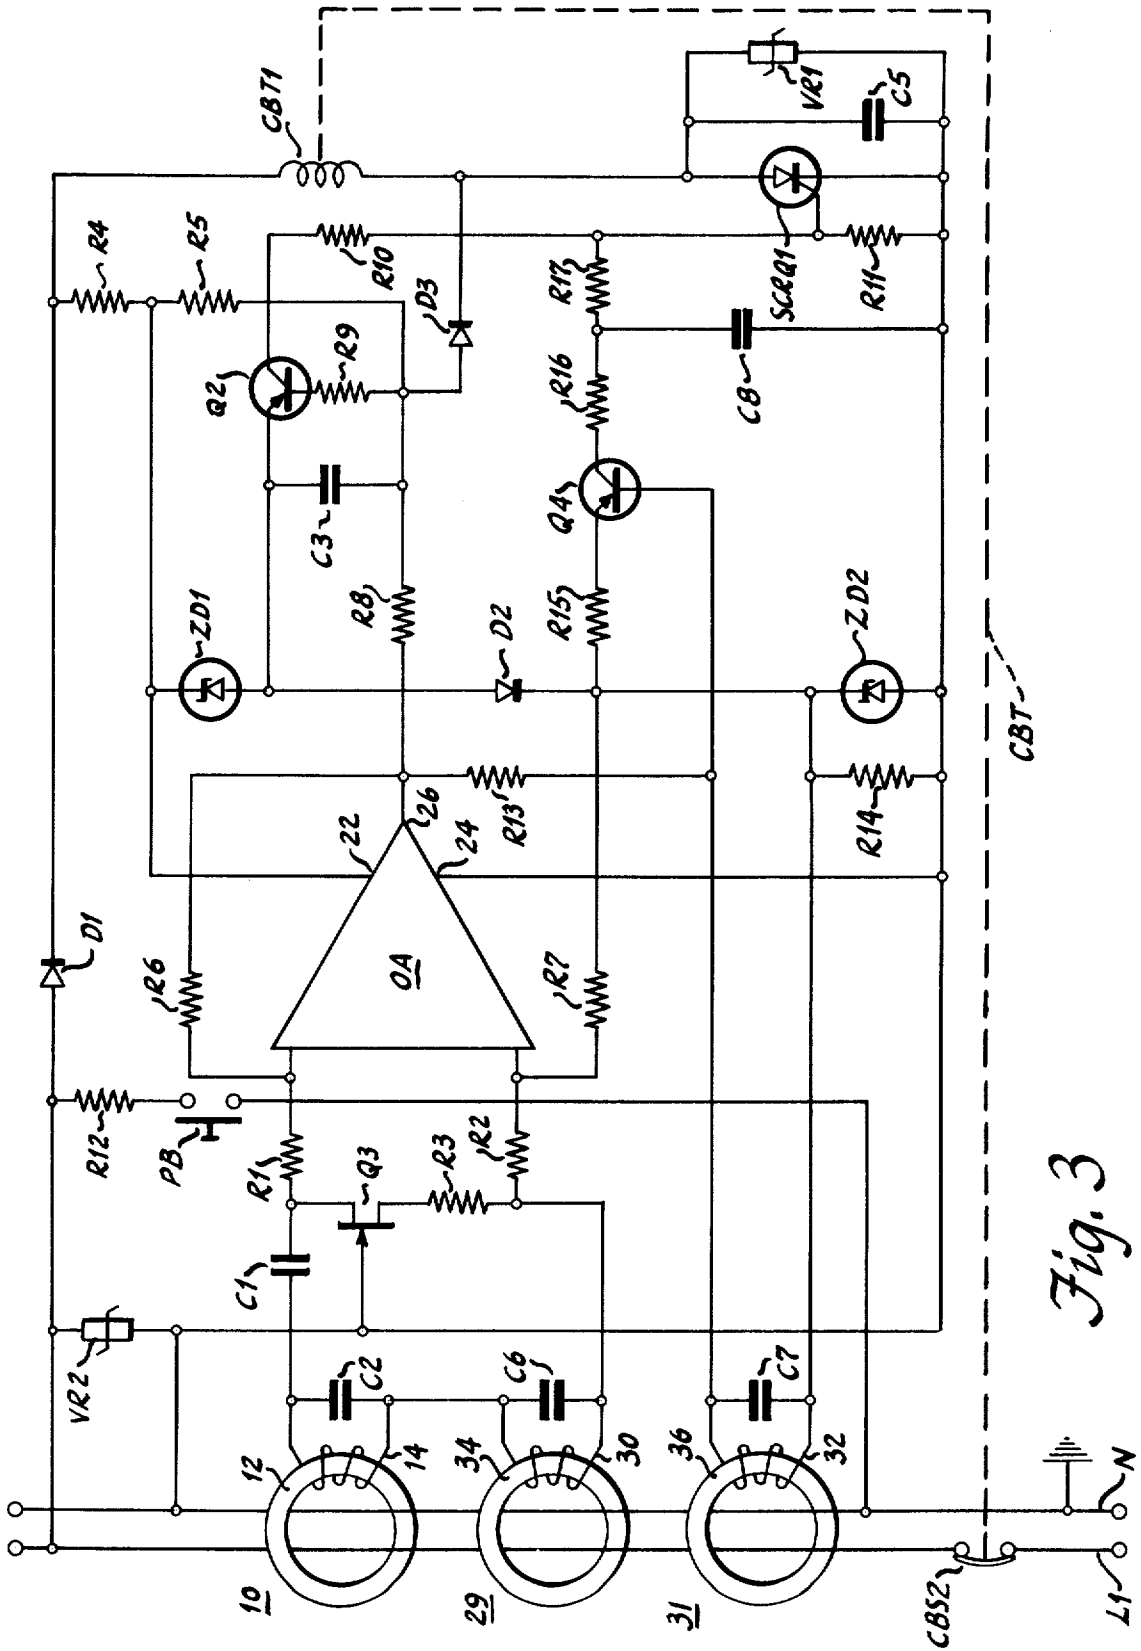 CBT1
R4
R5
R10
VR1
C5
SCRQ1
R11
D3
R17
Q2
R9
R16
C8
C3
Q4
ZD1
R8
D2
R15
ZD2
CBT
22
26
24
R13
R14
D1
R6
OA
R7
R12
PB
R1
Q3
R3
R2
C1
VR2
C2
C6
C7
12
14
34
30
36
32
10
29
31
N
CBS2
L1
Fig. 3